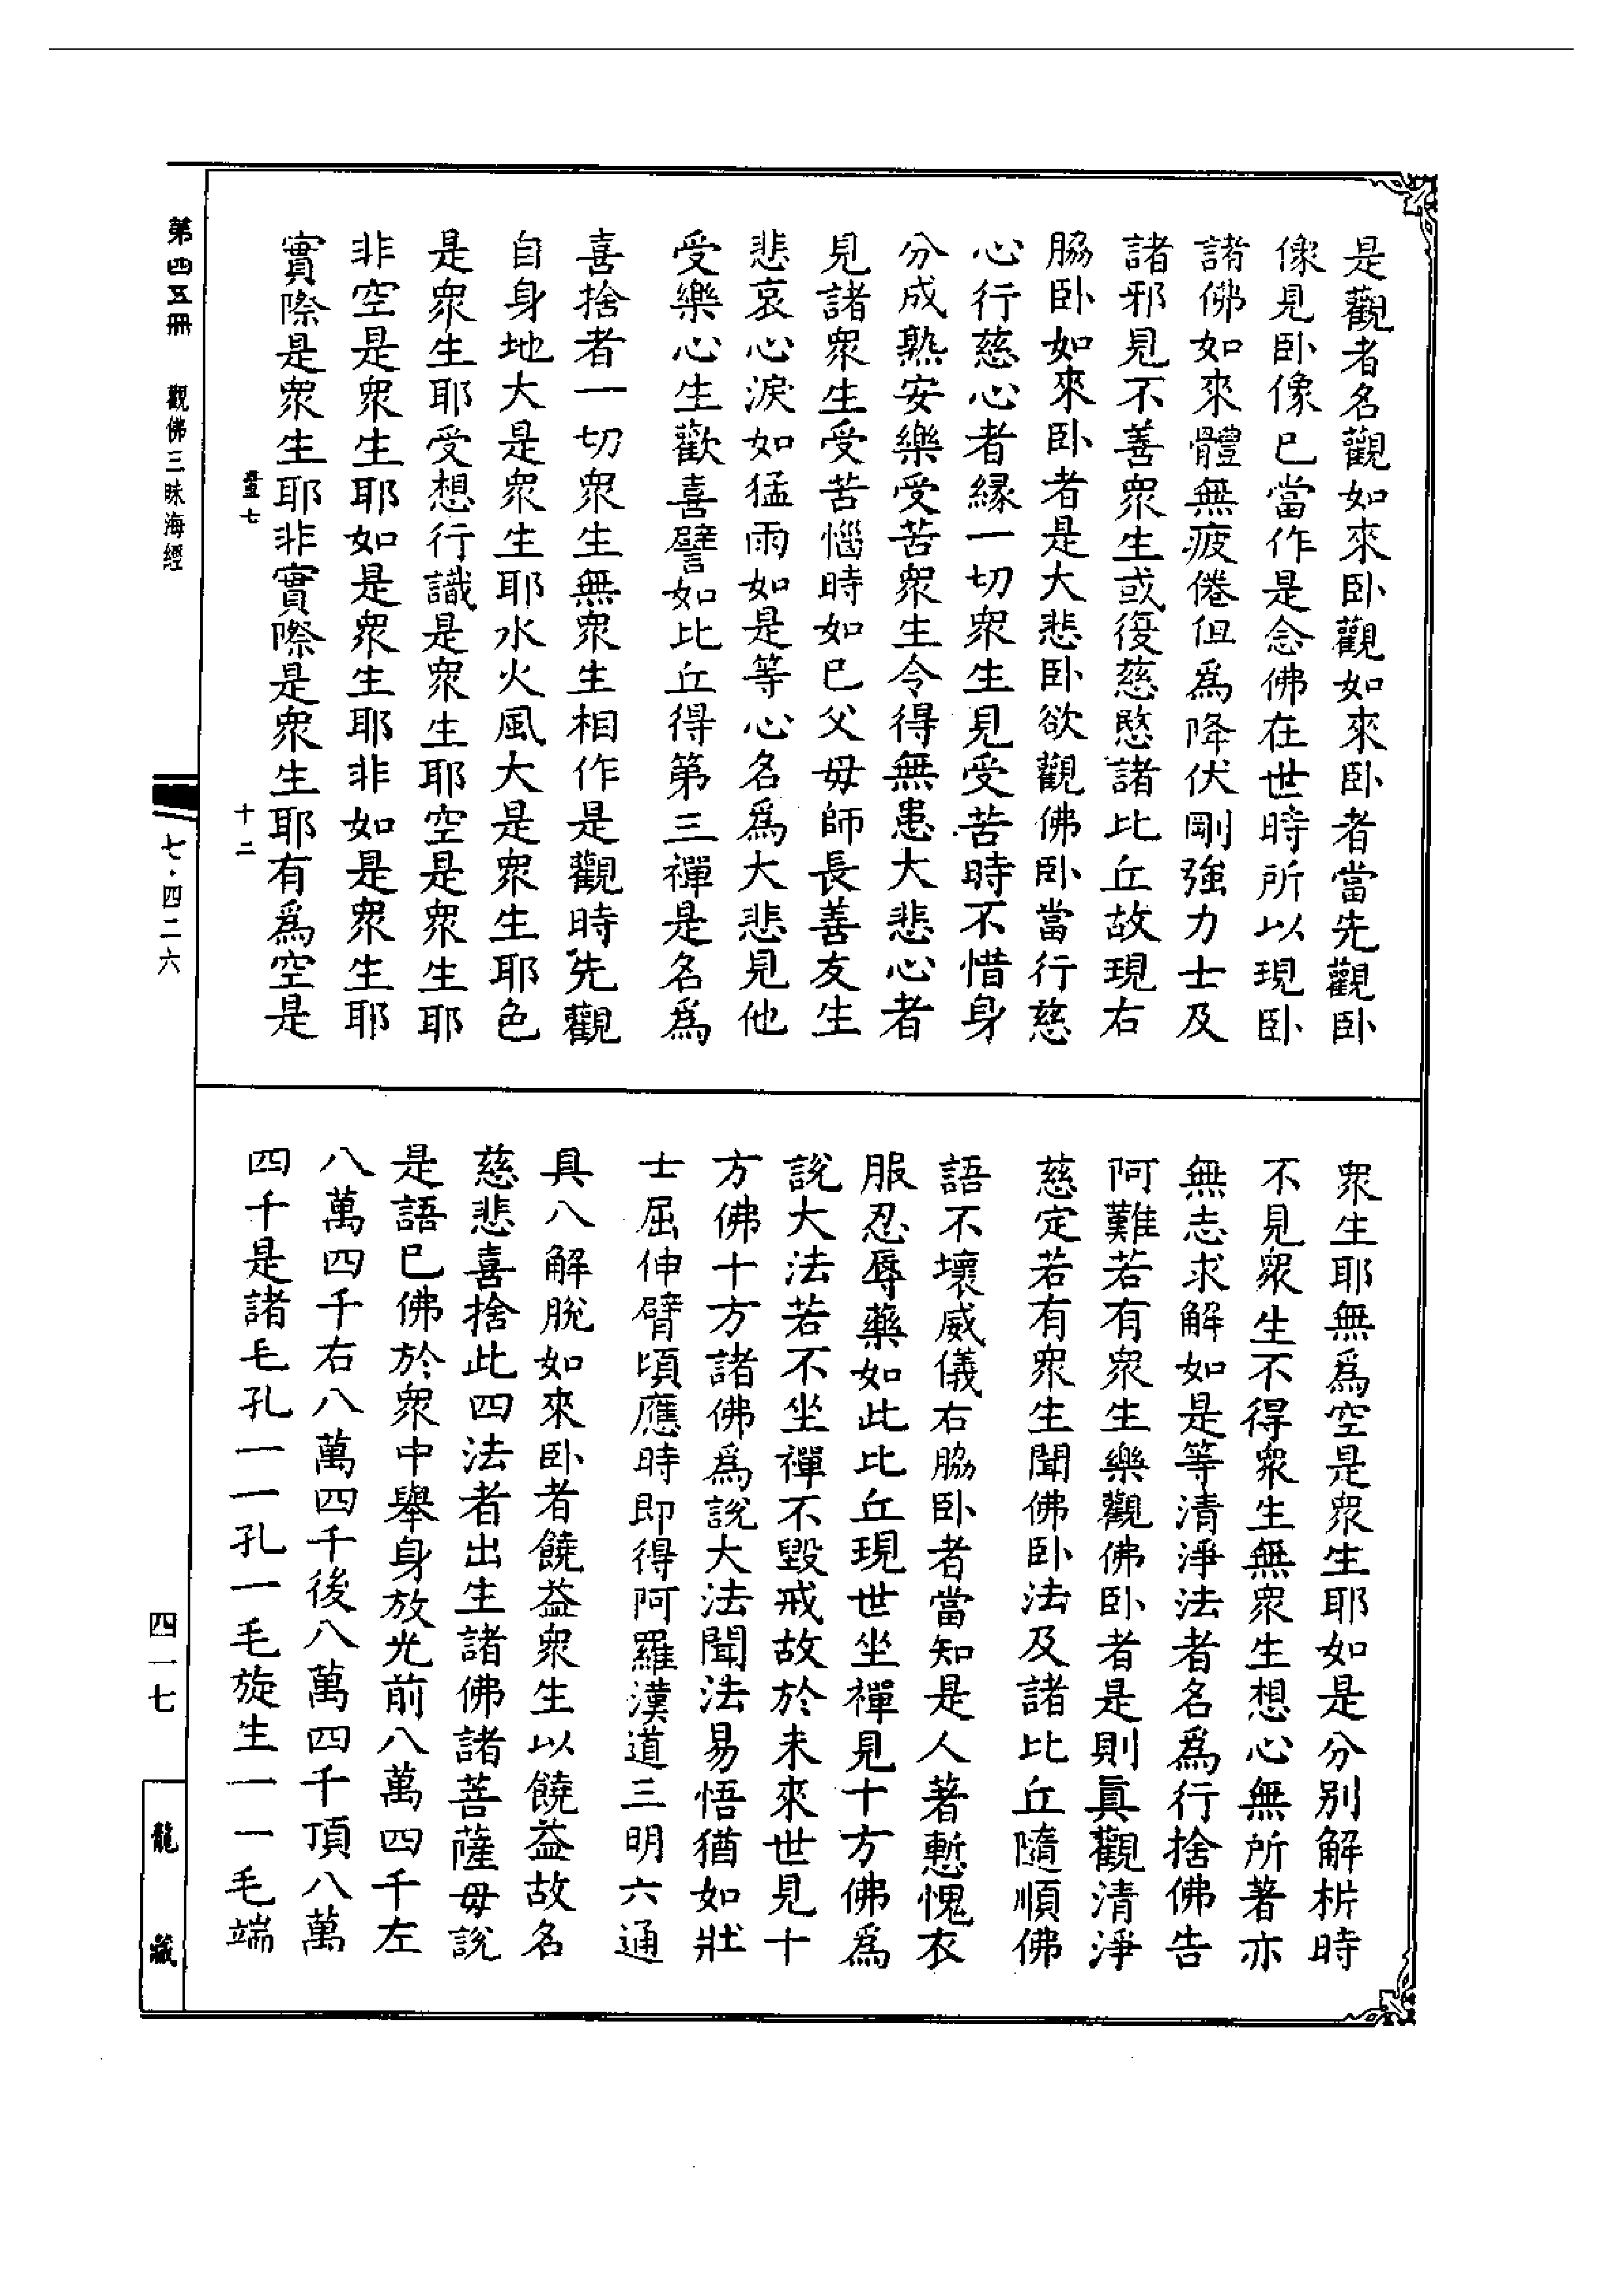 是觀者名觀如來卧觀如來卧者當先觀卧
像見卧像已當作是念佛在世時所以現卧
諸佛如來體無疲倦但爲降伏剛強力士及
諸邪見不善衆生或復慈愍諸比丘故現右
脇卧如來卧者是大悲卧欲觀佛卧當行慈
心行慈心者緣一切衆生見受苦時不惜身
分成熟安樂受苦衆生令得無患大悲心者
見諸衆生受苦惱時如已父母師長善友生
悲哀心淚如猛雨如是等心名爲大悲見他
受樂心生歡喜譬如比丘得第三禪是名爲
喜捨者一切衆生無衆生相作是觀時先觀
自身地大是衆生耶水火風大是衆生耶色
是衆生耶受想行識是衆生耶空是衆生耶
非空是衆生耶如是衆生耶非如是衆生耶
實際是衆生耶非實際是衆生耶有爲空是
衆生耶無爲空是衆生耶如是分别解析時
不見衆生不得衆生無衆生想心無所著亦
無志求解如是等清淨法者名爲行捨佛告
阿難若有衆生樂觀佛卧者是則眞觀清淨
慈定若有衆生聞佛卧法及諸比丘隨順佛
語不壞威儀右脇卧者當知是人著慙愧衣
服忍辱藥如此比丘現世坐禪見十方佛爲
說大法若不坐禪不毀戒故於未來世見十
方佛十方諸佛爲說大法聞法易悟猶如壯
士屈伸臂頃應時即得阿羅漢道三明六通
具八解脫如來卧者饒益衆生以饒益故名
慈悲喜捨此四法者出生諸佛諸菩薩母說
是語已佛於衆中舉身放光前八萬四千左
八萬四千右八萬四千後八萬四千頂八萬
四千是諸毛孔一一孔一毛旋生一一毛端
第四五冊 觀佛三昧海經
七·四二六
四一七
龍藏
七
十二